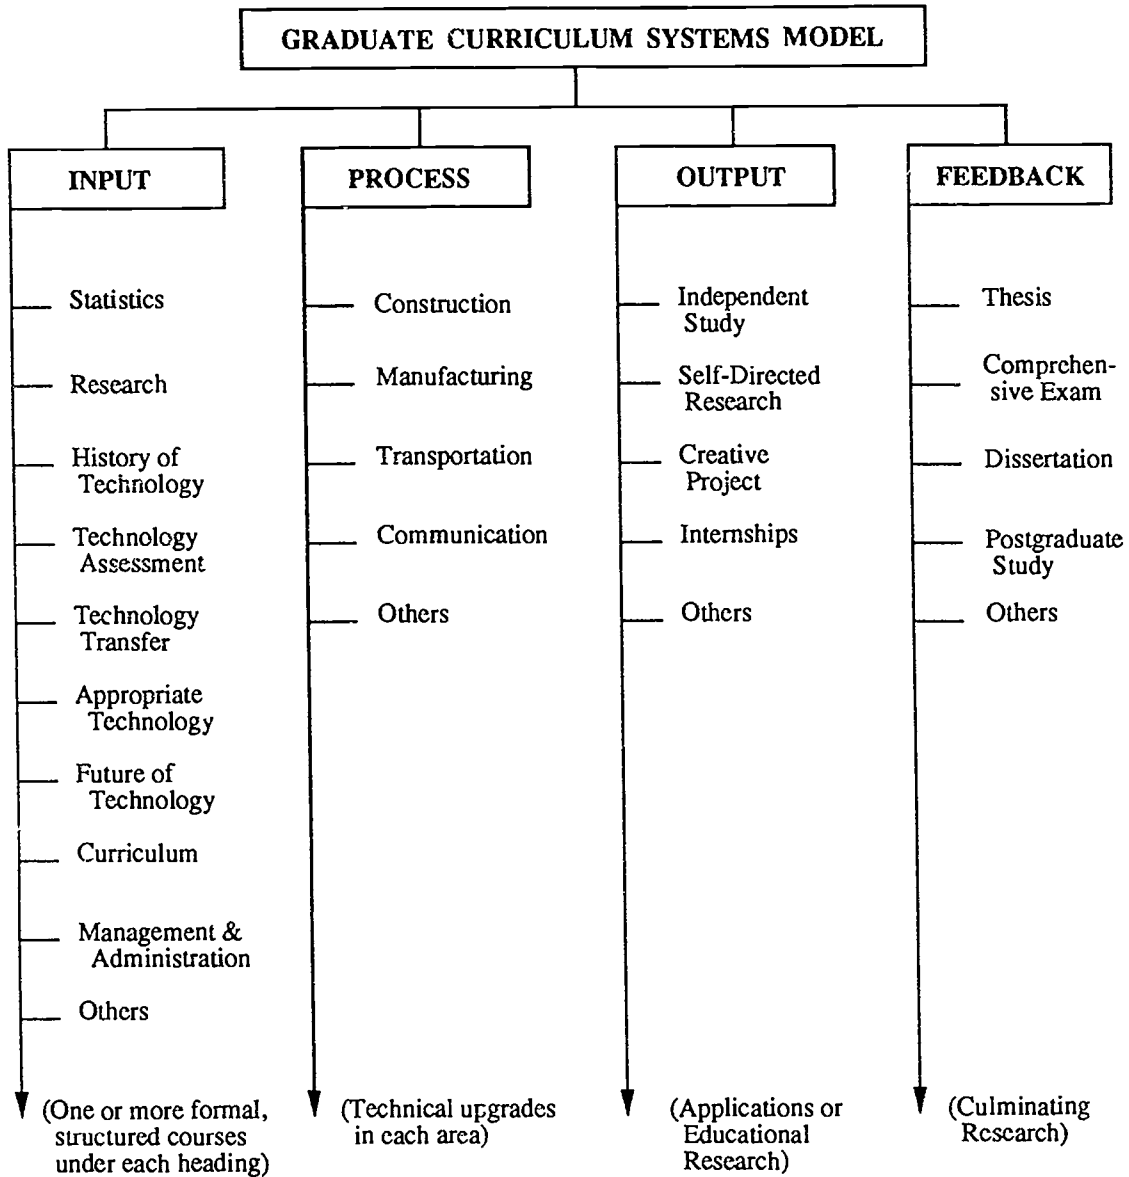 GRADUATE CURRICULUM SYSTEMS MODEL
INPUT
Statistics
Research
History of
Technology
Technology
Assessment
Technology
Transfer
Appropriate
Technology
Future of
Technology
Curriculum
Management &
Administration
Others
(One or more formal,
structured courses
under each heading)
PROCESS
Construction
Manufacturing
Transportation
Communication
Others
(Technical upgrades
in each area)
OUTPUT
Independent
Study
Self-Directed
Research
Creative
Project
Internships
Others
(Applications or
Educational
Research)
FEEDBACK
Thesis
Comprehen-
sive Exam
Dissertation
Postgraduate
Study
Others
(Culminating
Research)